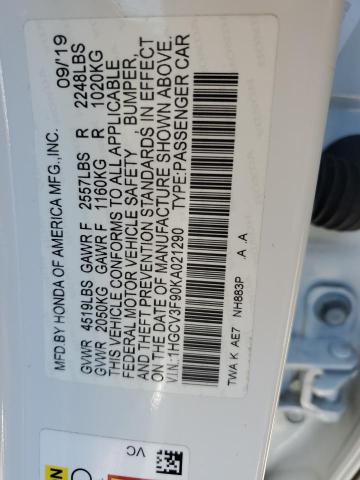 MFD BY HONDA OF AMERICA MFG.,INC. 09/19
GVWR 4519LBS GAWR F 2557LBS R 2248LBS
GVWR 2050KG GAWR F 1160KG R 1020KG
THIS VEHICLE CONFORMS TO ALL APPLICABLE
FEDERAL MOTOR VEHICLE SAFETY , BUMPER,
AND THEFT PREVENTION STANDARDS IN EFFECT
ON THE DATE OF MANUFACTURE SHOWN ABOVE.
V.I.N.:1HGCV3F90KA021290 TYPE:PASSENGER CAR
TWA K AE7 NH883P A A
VC